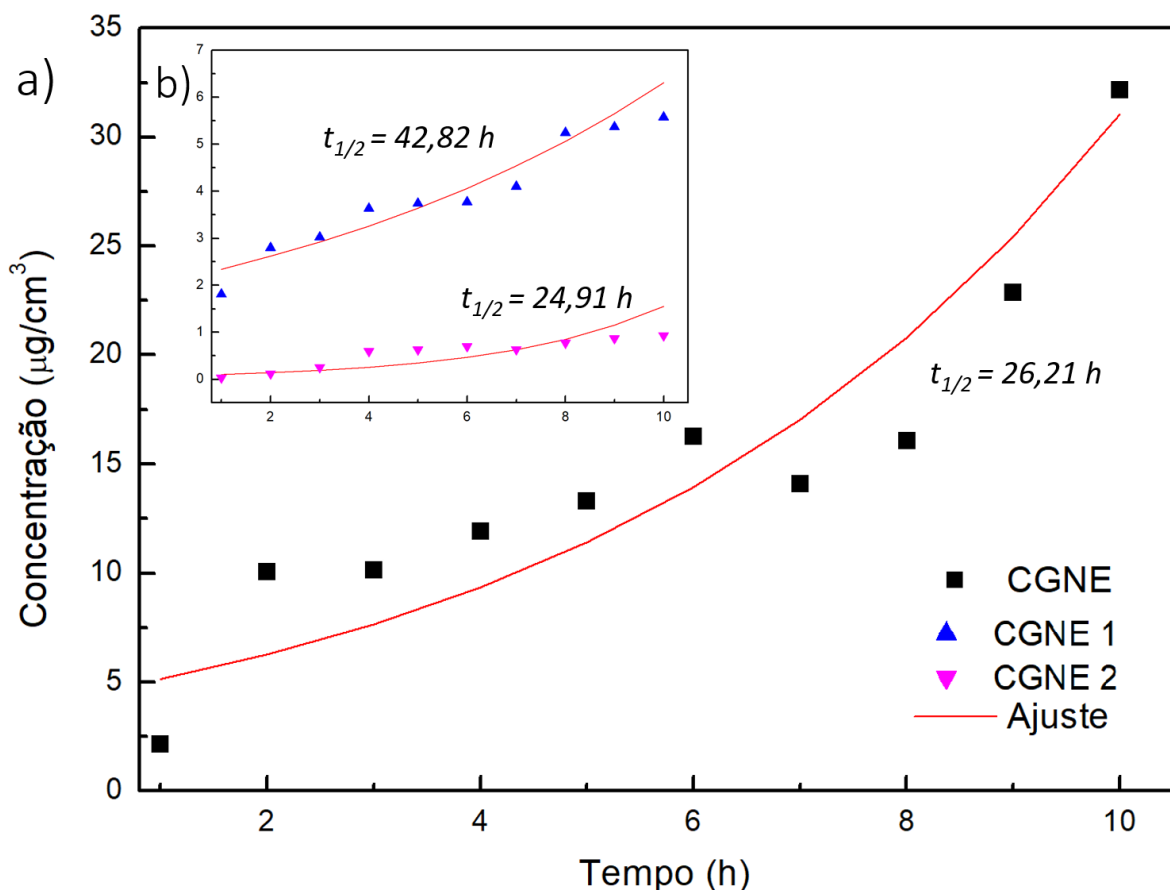 a)
b)
7
6
5
4
3
2
1
0
2
4
6
8
10
t1/2 = 42,82 h
t1/2 = 24,91 h
t1/2 = 26,21 h
35
30
25
20
15
10
5
0
2
4
6
8
10
Concentração (µg/cm³)
Tempo (h)
CGNE
CGNE 1
CGNE 2
Ajuste